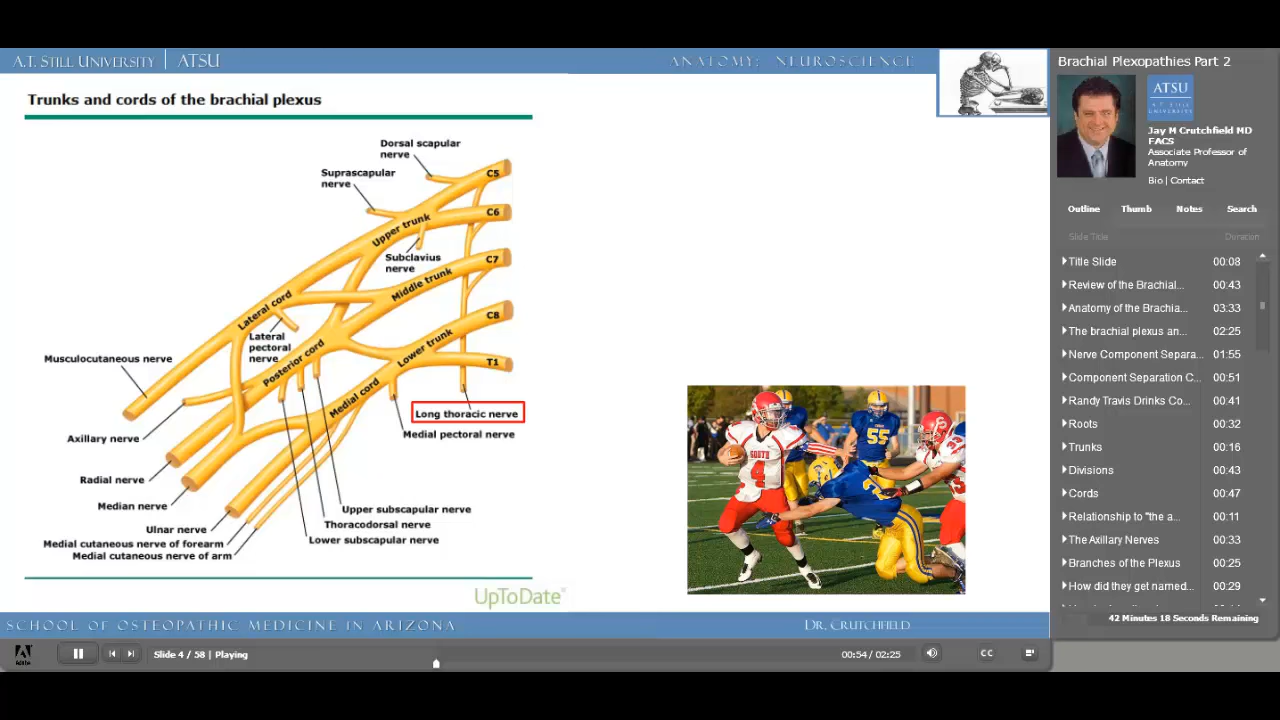 A.T. STILL UNIVERSITY | ATSU
ANATOMY: NEUROSCIENCE
Trunks and cords of the brachial plexus
Dorsal scapular
nerve
Suprascapular
nerve
C5
C6
Upper trunk
Subclavius
nerve
C7
Middle trunk
Lateral cord
C8
Lateral
pectoral
nerve
Lower trunk
Posterior cord
T1
Musculocutaneous nerve
Medial cord
Long thoracic nerve
Medial pectoral nerve
Axillary nerve
Radial nerve
Median nerve
Upper subscapular nerve
Ulnar nerve
Thoracodorsal nerve
Medial cutaneous nerve of forearm
Lower subscapular nerve
Medial cutaneous nerve of arm
UpToDate
SOUTH
4
55
SCHOOL OF OSTEOPATHIC MEDICINE IN ARIZONA
DR. CRUTCHFIELD
Adobe
Slide 4 / 58 | Playing
00:54 / 02:25
CC
Brachial Plexopathies Part 2
ATSU
A.T. STILL
UNIVERSITY
Jay M Crutchfield MD
FACS
Associate Professor of
Anatomy
Bio | Contact
Outline Thumb Notes Search
Slide Title Duration
Title Slide 00:08
Review of the Brachial... 00:43
Anatomy of the Brachia... 03:33
The brachial plexus an... 02:25
Nerve Component Separa... 01:55
Component Separation C... 00:51
Randy Travis Drinks Co... 00:41
Roots 00:32
Trunks 00:16
Divisions 00:43
Cords 00:47
Relationship to "the a... 00:11
The Axillary Nerves 00:33
Branches of the Plexus 00:25
How did they get named... 00:29
42 Minutes 18 Seconds Remaining